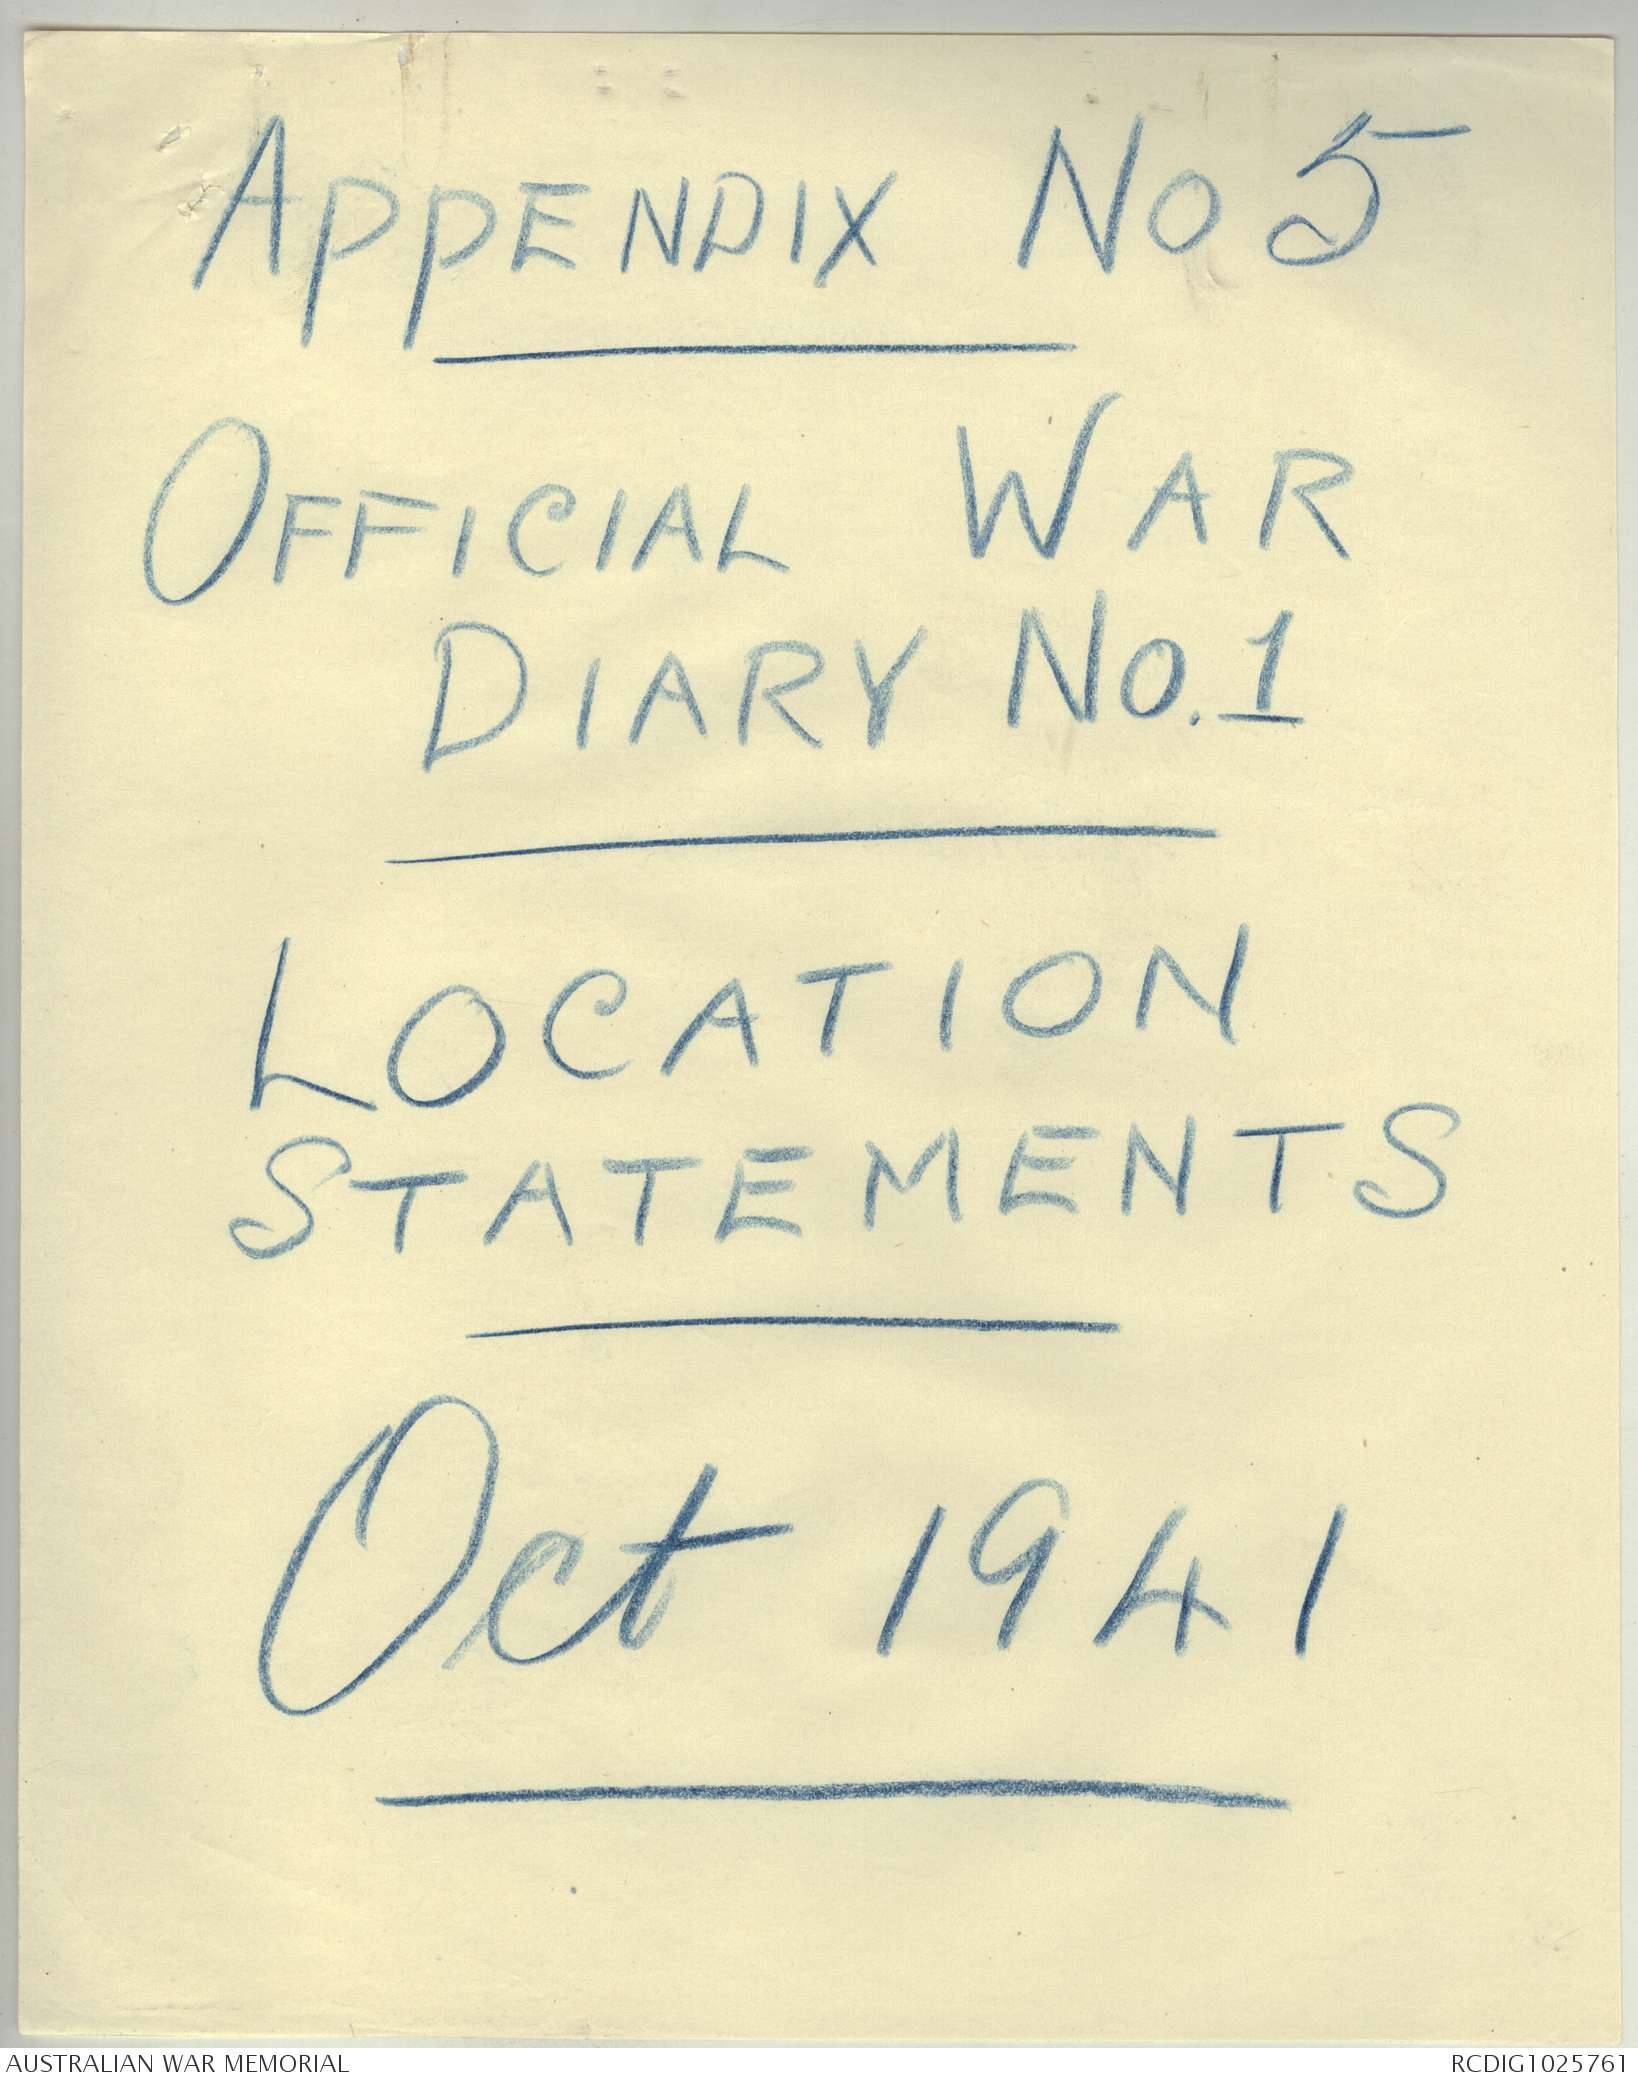 APPENDIX NO 5
OFFICIAL WAR
DIARY NO. 1
LOCATION
STATEMENTS
Oct 1941
AUSTRALIAN WAR MEMORIAL
RCDIG1025761